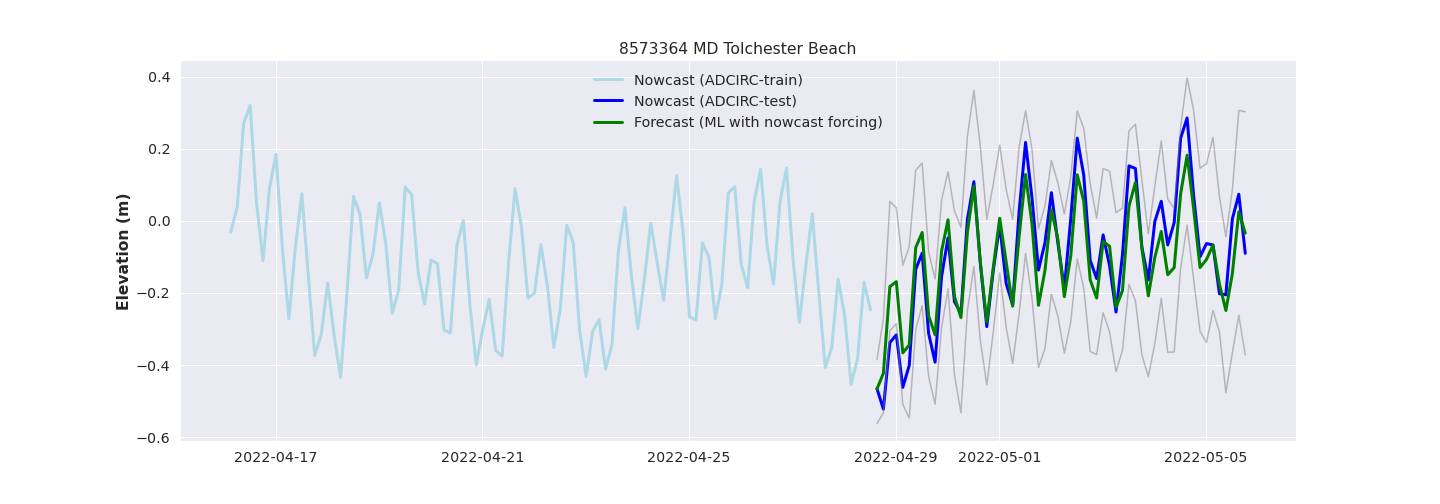 8573364 MD Tolchester Beach
Nowcast (ADCIRC-train)
Nowcast (ADCIRC-test)
Forecast (ML with nowcast forcing)
Elevation (m)
0.4
0.2
0.0
−0.2
−0.4
−0.6
2022-04-17 2022-04-21 2022-04-25 2022-04-29 2022-05-01 2022-05-05